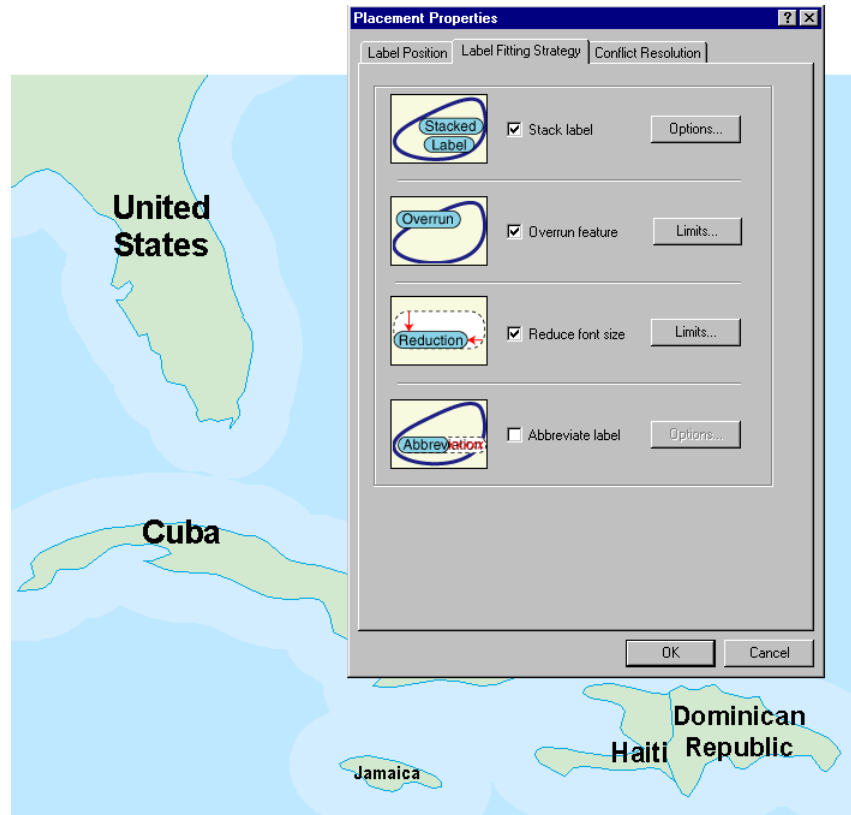 Placement Properties
? X
Label Position Label Fitting Strategy Conflict Resolution
Stacked
Label
Stack label
Options...
Overrun
Overrun feature
Limits...
Reduction
Reduce font size
Limits...
Abbreviation
Abbreviate label
Options...
OK Cancel
United
States
Cuba
Jamaica
Haiti
Dominican
Republic